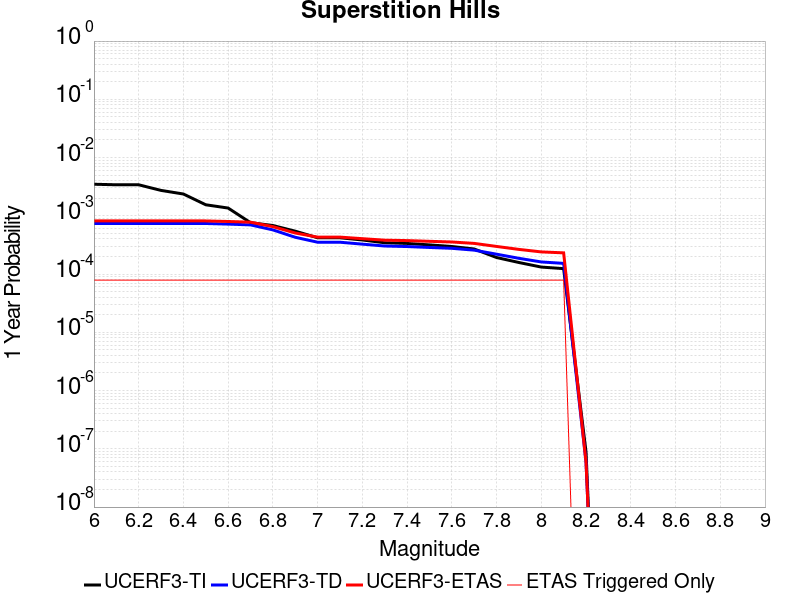 Superstition Hills
10^0
10^-1
10^-2
10^-3
10^-4
10^-5
10^-6
10^-7
10^-8
1 Year Probability
6 6.2 6.4 6.6 6.8 7 7.2 7.4 7.6 7.8 8 8.2 8.4 8.6 8.8 9
Magnitude
UCERF3-TI UCERF3-TD UCERF3-ETAS ETAS Triggered Only